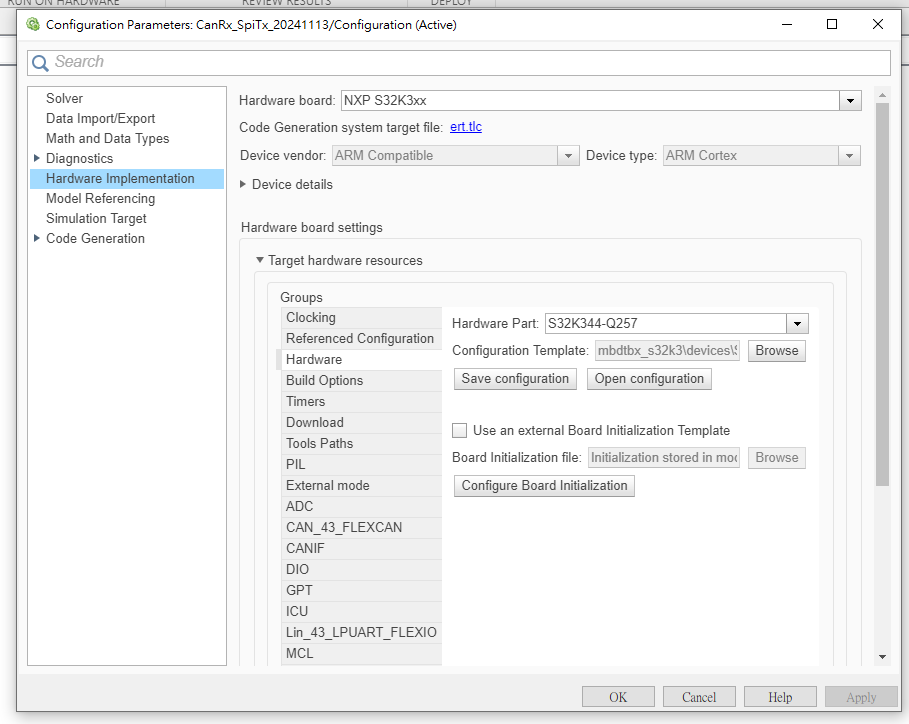 RUN ON HARDWARE REVIEW RESULTS DEPLOY
Configuration Parameters: CanRx_SpiTx_20241113/Configuration (Active)
Search
Solver
Data Import/Export
Math and Data Types
Diagnostics
Hardware Implementation
Model Referencing
Simulation Target
Code Generation
Hardware board: NXP S32K3xx
Code Generation system target file: ert.tlc
Device vendor: ARM Compatible Device type: ARM Cortex
Device details
Hardware board settings
Target hardware resources
Groups
Clocking
Referenced Configuration
Hardware
Build Options
Timers
Download
Tools Paths
PIL
External mode
ADC
CAN_43_FLEXCAN
CANIF
DIO
GPT
ICU
Lin_43_LPUART_FLEXIO
MCL
Hardware Part: S32K344-Q257
Configuration Template: mbdtbx_s32k3\devices\S Browse
Save configuration Open configuration
Use an external Board Initialization Template
Board Initialization file: Initialization stored in mod Browse
Configure Board Initialization
OK Cancel Help Apply